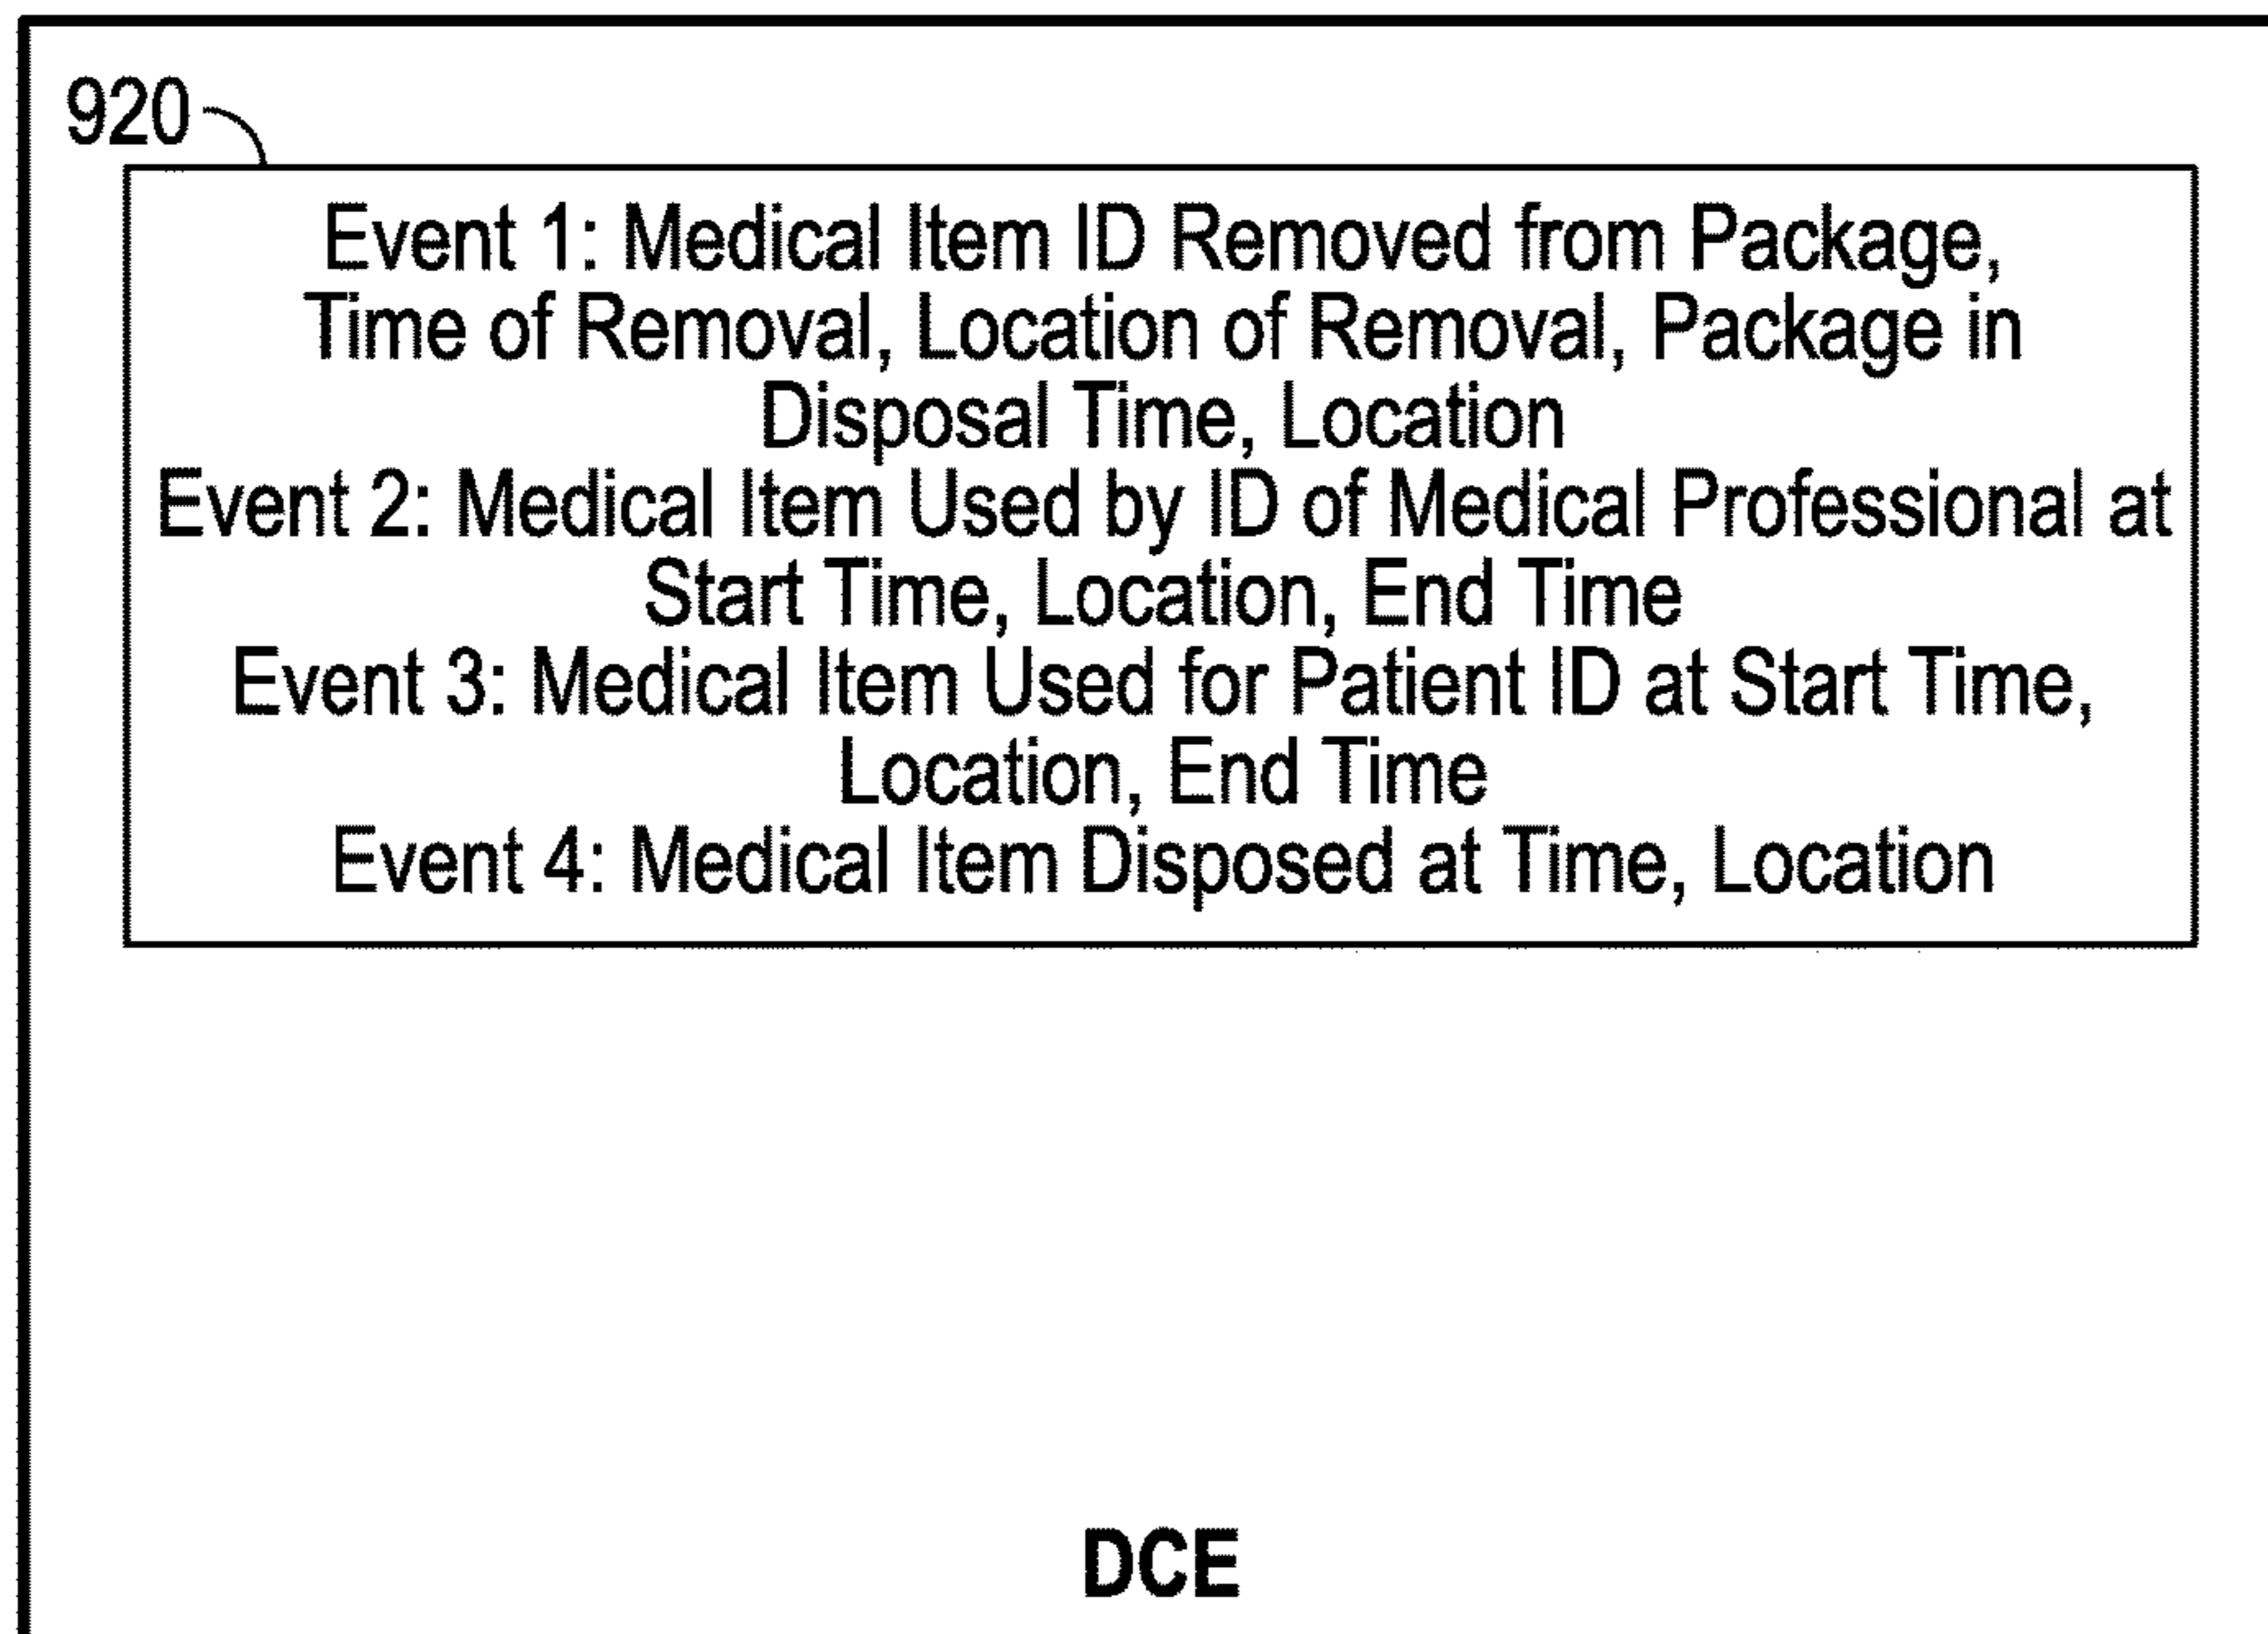 920
Event 1: Medical Item ID Removed from Package,
Time of Removal, Location of Removal, Package in
Disposal Time, Location
Event 2: Medical Item Used by ID of Medical Professional at
Start Time, Location, End Time
Event 3: Medical Item Used for Patient ID at Start Time,
Location, End Time
Event 4: Medical Item Disposed at Time, Location
DCE